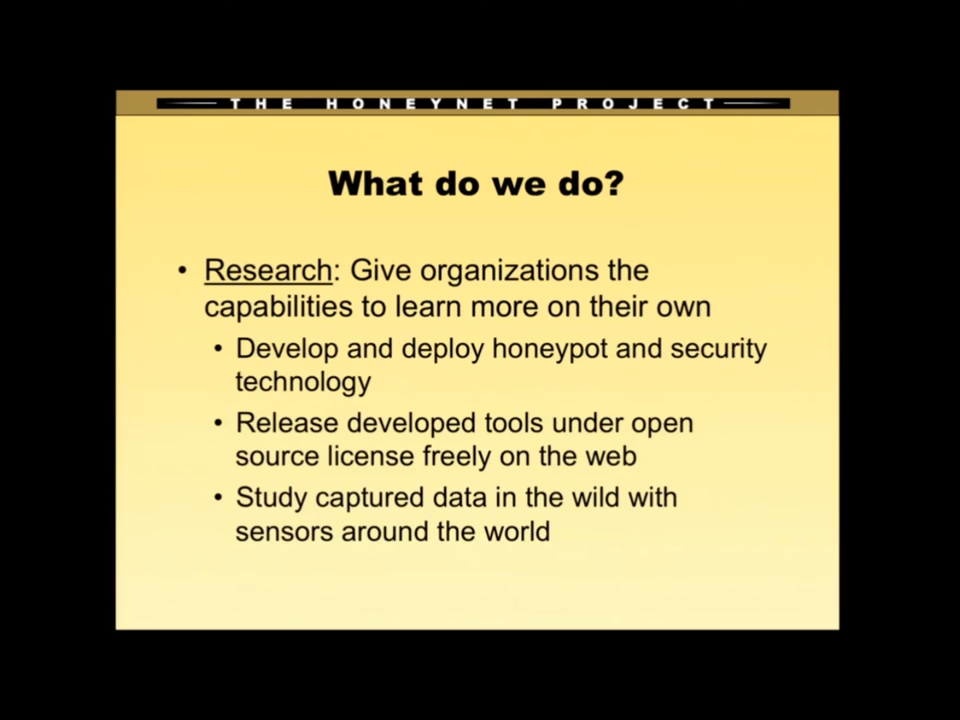 THE HONEYNET PROJECT
What do we do?
• Research: Give organizations the
capabilities to learn more on their own
• Develop and deploy honeypot and security
technology
• Release developed tools under open
source license freely on the web
• Study captured data in the wild with
sensors around the world